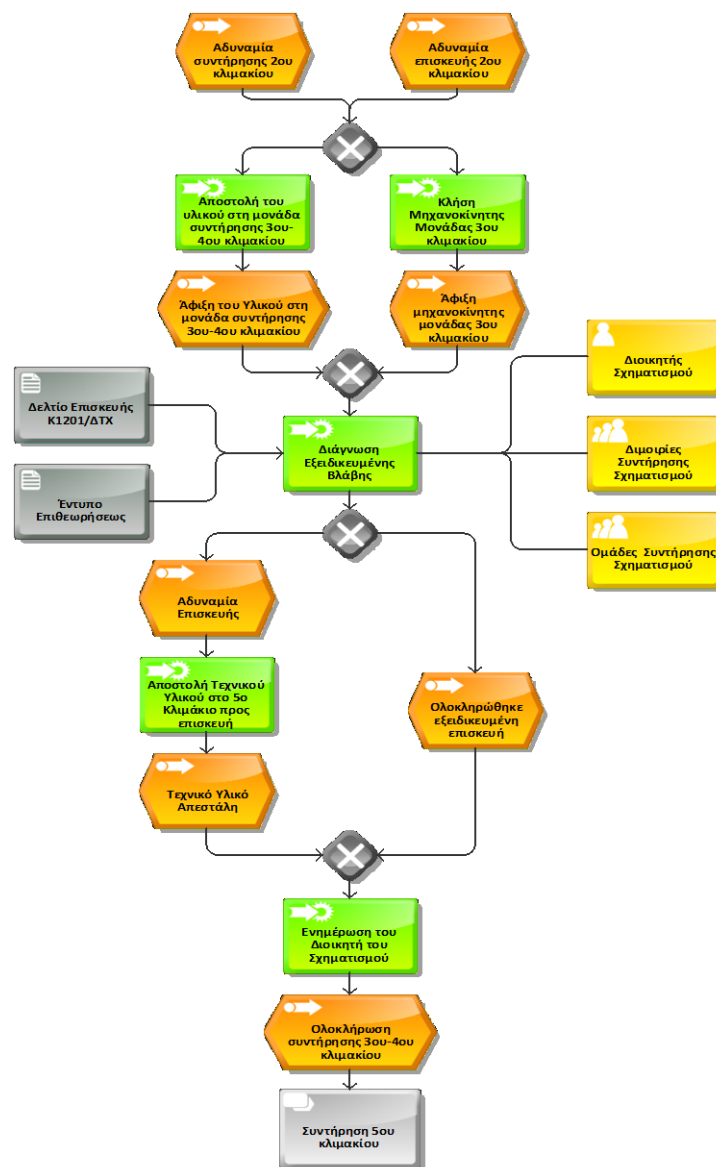 Αδυναμία
συντήρησης 2ου
κλιμακίου
Αδυναμία
επισκευής 2ου
κλιμακίου
Αποστολή του
υλικού στη μονάδα
συντήρησης 3ου-
4ου κλιμακίου
Κλήση
Μηχανοκίνητης
Μονάδας 3ου
κλιμακίου
Άφιξη του Υλικού στη
μονάδα συντήρησης
3ου-4ου κλιμακίου
Άφιξη
μηχανοκίνητης
μονάδας 3ου
κλιμακίου
Δελτίο Επισκευής
Κ1201/ΔΤΧ
Έντυπο
Επιθεωρήσεως
Διάγνωση
Εξειδικευμένης
Βλάβης
Διοικητής
Σχηματισμού
Διμοιρίες
Συντήρησης
Σχηματισμού
Ομάδες Συντήρησης
Σχηματισμού
Αδυναμία
Επισκευής
Αποστολή Τεχνικού
Υλικού στο 5ο
Κλιμάκιο προς
επισκευή
Ολοκληρώθηκε
εξειδικευμένη
επισκευή
Τεχνικό Υλικό
Απεστάλη
Ενημέρωση του
Διοικητή του
Σχηματισμού
Ολοκλήρωση
συντήρησης 3ου-4ου
κλιμακίου
Συντήρηση 5ου
κλιμακίου